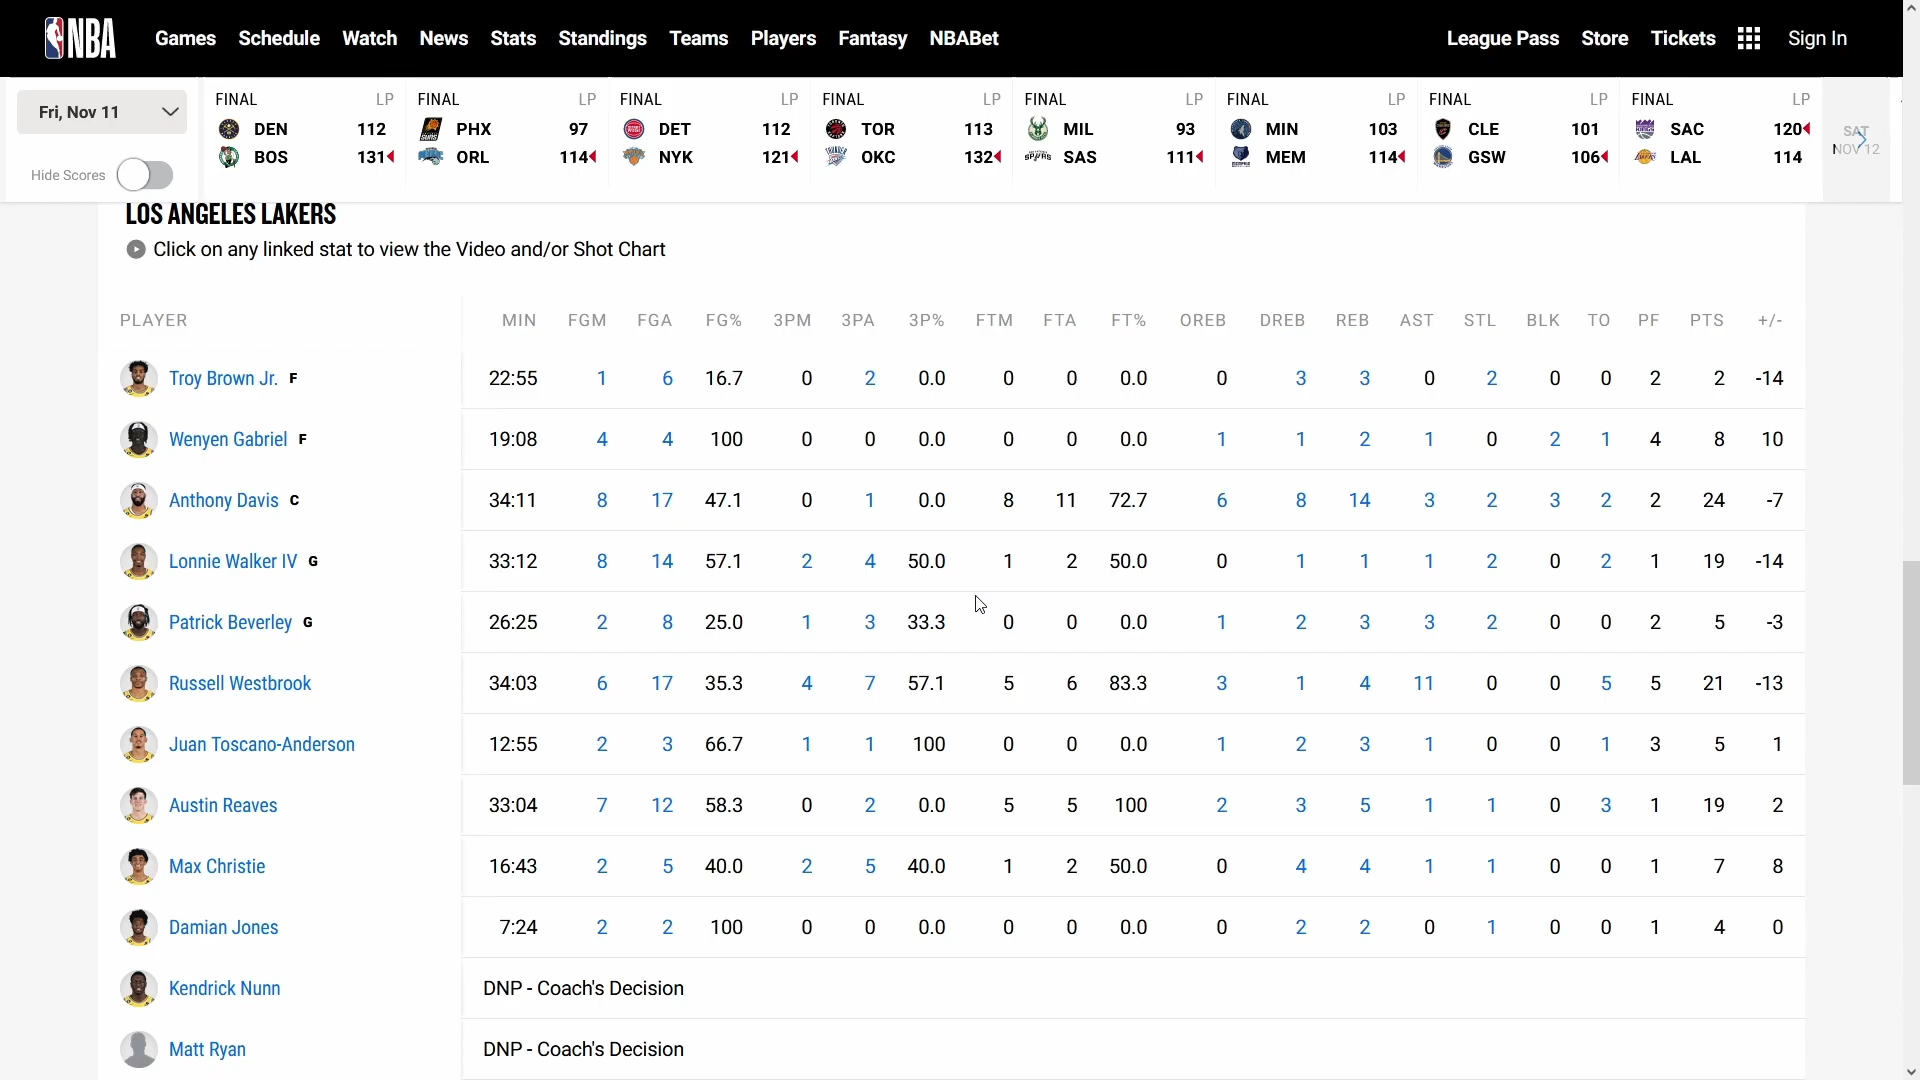 NBA Games Schedule Watch News Stats Standings Teams Players Fantasy NBABet League Pass Store Tickets Sign In
Fri, Nov 11
Hide Scores
FINAL LP
DEN 112
BOS 131
FINAL LP
PHX 97
ORL 114
FINAL LP
DET 112
NYK 121
FINAL LP
TOR 113
OKC 132
FINAL LP
MIL 93
SAS 111
FINAL LP
MIN 103
MEM 114
FINAL LP
CLE 101
GSW 106
FINAL LP
SAC 120
LAL 114
SAT
NOV 12
LOS ANGELES LAKERS
Click on any linked stat to view the Video and/or Shot Chart
PLAYER MIN FGM FGA FG% 3PM 3PA 3P% FTM FTA FT% OREB DREB REB AST STL BLK TO PF PTS +/-
Troy Brown Jr. F 22:55 1 6 16.7 0 2 0.0 0 0 0.0 0 3 3 0 2 0 0 2 2 -14
Wenyen Gabriel F 19:08 4 4 100 0 0 0.0 0 0 0.0 1 1 2 1 0 2 1 4 8 10
Anthony Davis C 34:11 8 17 47.1 0 1 0.0 8 11 72.7 6 8 14 3 2 3 2 2 24 -7
Lonnie Walker IV G 33:12 8 14 57.1 2 4 50.0 1 2 50.0 0 1 1 1 2 0 2 1 19 -14
Patrick Beverley G 26:25 2 8 25.0 1 3 33.3 0 0 0.0 1 2 3 3 2 0 0 2 5 -3
Russell Westbrook 34:03 6 17 35.3 4 7 57.1 5 6 83.3 3 1 4 11 0 0 5 5 21 -13
Juan Toscano-Anderson 12:55 2 3 66.7 1 1 100 0 0 0.0 1 2 3 1 0 0 1 3 5 1
Austin Reaves 33:04 7 12 58.3 0 2 0.0 5 5 100 2 3 5 1 1 0 3 1 19 2
Max Christie 16:43 2 5 40.0 2 5 40.0 1 2 50.0 0 4 4 1 1 0 0 1 7 8
Damian Jones 7:24 2 2 100 0 0 0.0 0 0 0.0 0 2 2 0 1 0 0 1 4 0
Kendrick Nunn DNP - Coach's Decision
Matt Ryan DNP - Coach's Decision